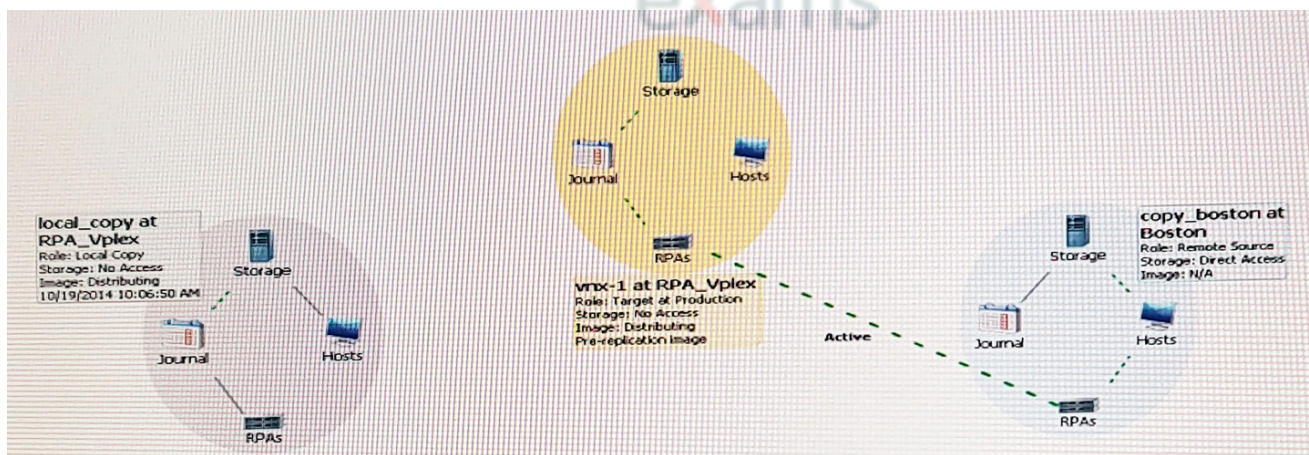 exams
Storage
Journal
Hosts
RPAs
vnx-1 at RPA_Vplex
Role: Target at Production
Storage: No Access
Image: Distributing
Pre-replication image
local_copy at
RPA_Vplex
Role: Local Copy
Storage: No Access
Image: Distributing
10/19/2014 10:06:50 AM
Storage
Journal
Hosts
RPAs
Active
copy_boston at
Boston
Role: Remote Source
Storage: Direct Access
Image: N/A
Storage
Journal
Hosts
RPAs